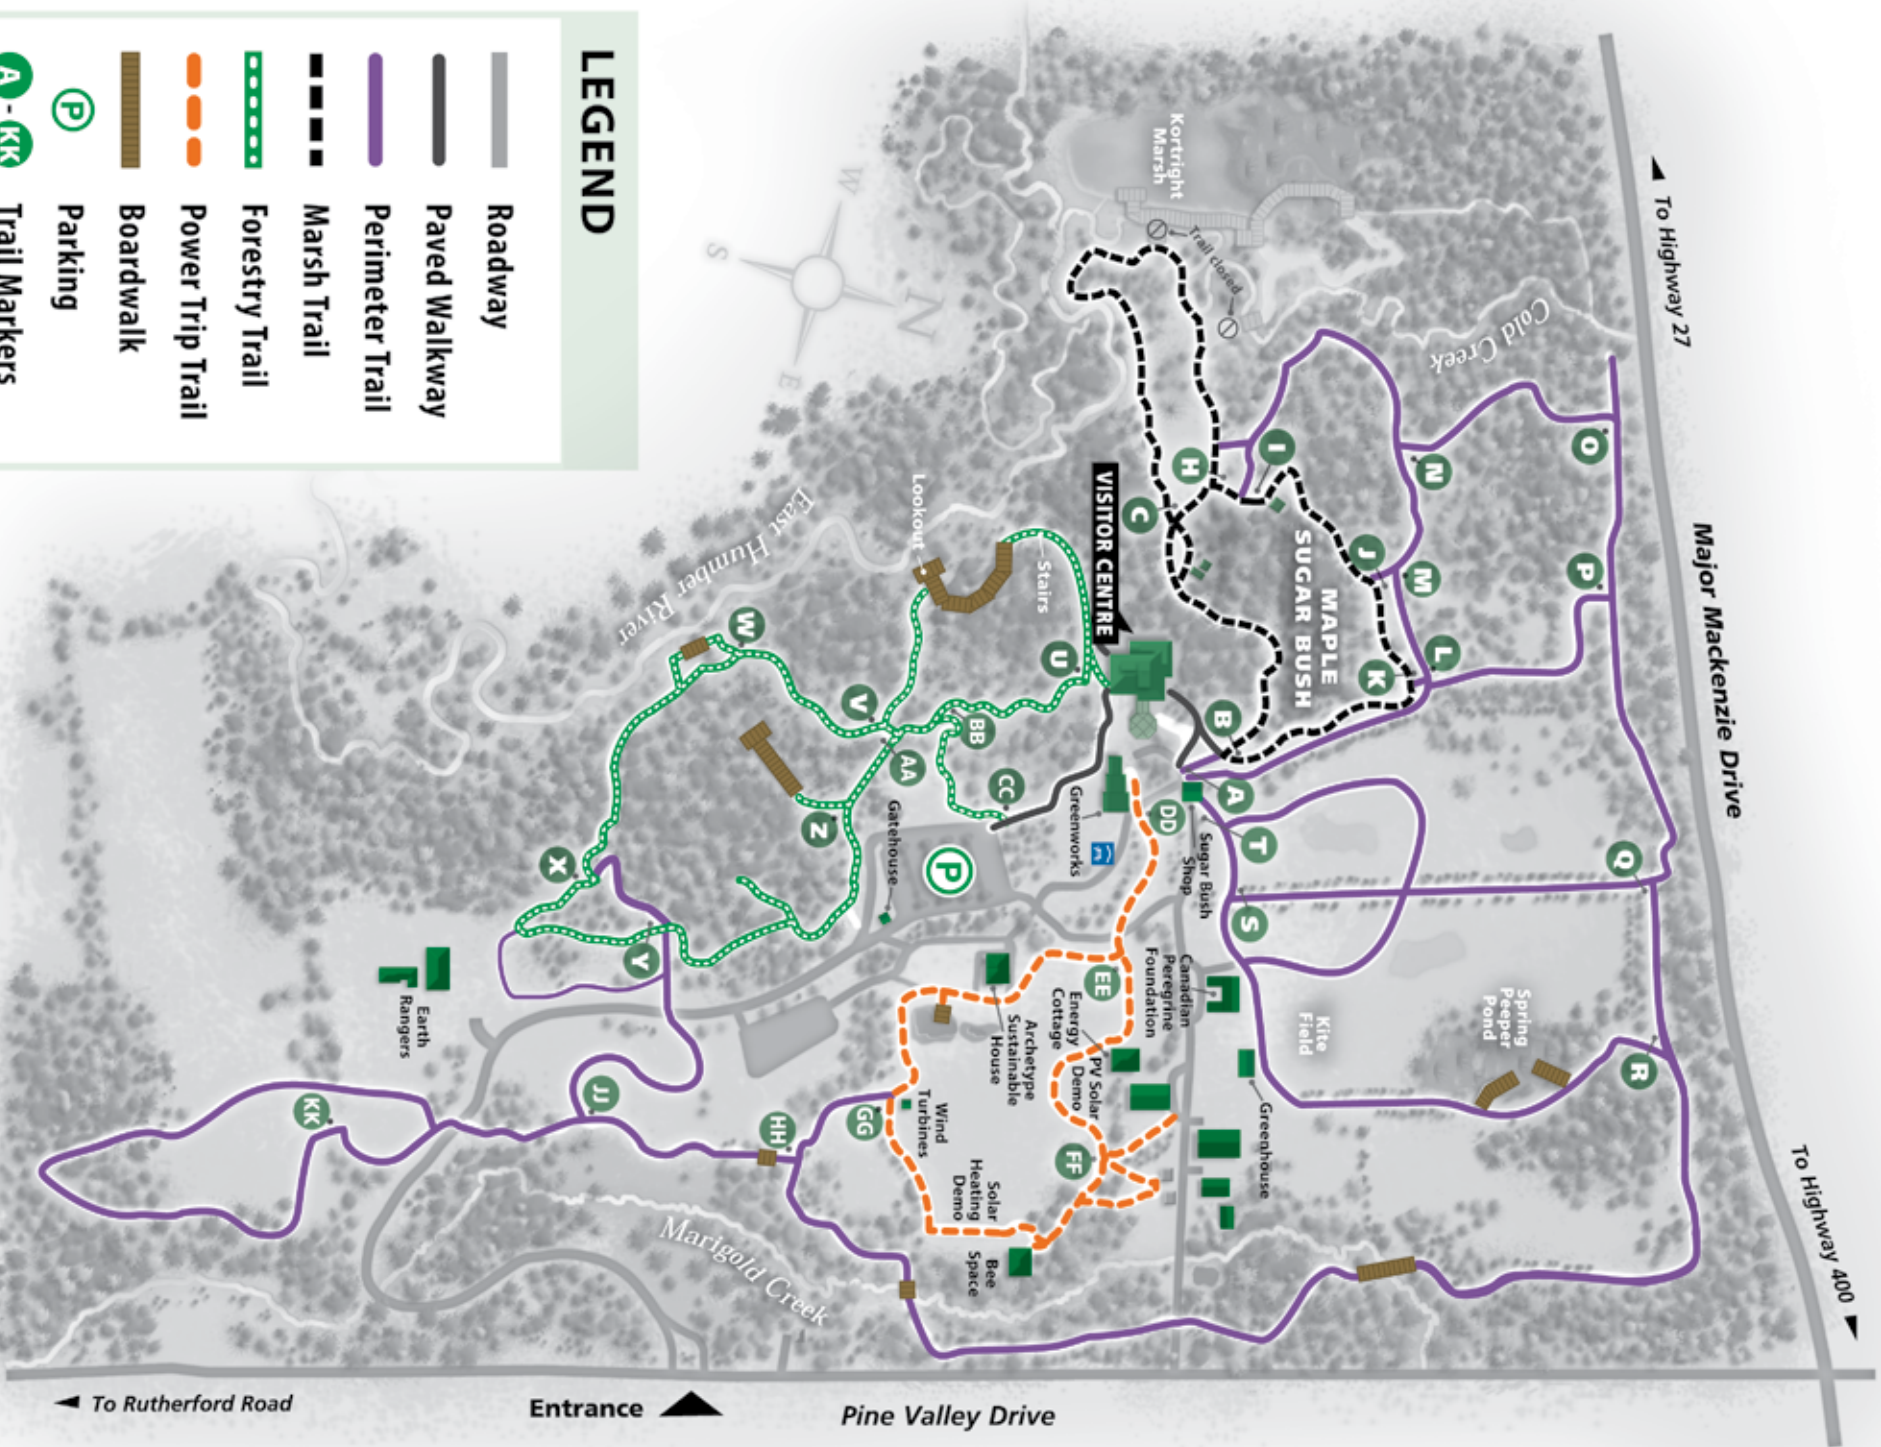 LEGEND
Roadway
Paved Walkway
Perimeter Trail
Marsh Trail
Forestry Trail
Power Trip Trail
Boardwalk
P
Parking
A - KK
Trail Markers
To Highway 27
Major Mackenzie Drive
To Highway 400
Kortright
Marsh
Trail closed
Cold Creek
W
N
S
E
MAPLE
SUGAR BUSH
VISITOR CENTRE
Lookout
Stairs
East Humber River
Greenworks
Gatehouse
P
Sugar Bush
Shop
Canadian
Peregrine
Foundation
Kite
Field
Spring
Peeper
Pond
Energy
Cottage
PV Solar
Demo
Archetype
Sustainable
House
Greenhouse
Wind
Turbines
Solar
Heating
Demo
Bee
Space
Earth
Rangers
Marigold Creek
A
B
C
H
I
J
K
L
M
N
O
P
Q
R
S
T
U
V
W
X
Y
Z
AA
BB
CC
DD
EE
FF
GG
HH
JJ
KK
To Rutherford Road
Entrance
Pine Valley Drive